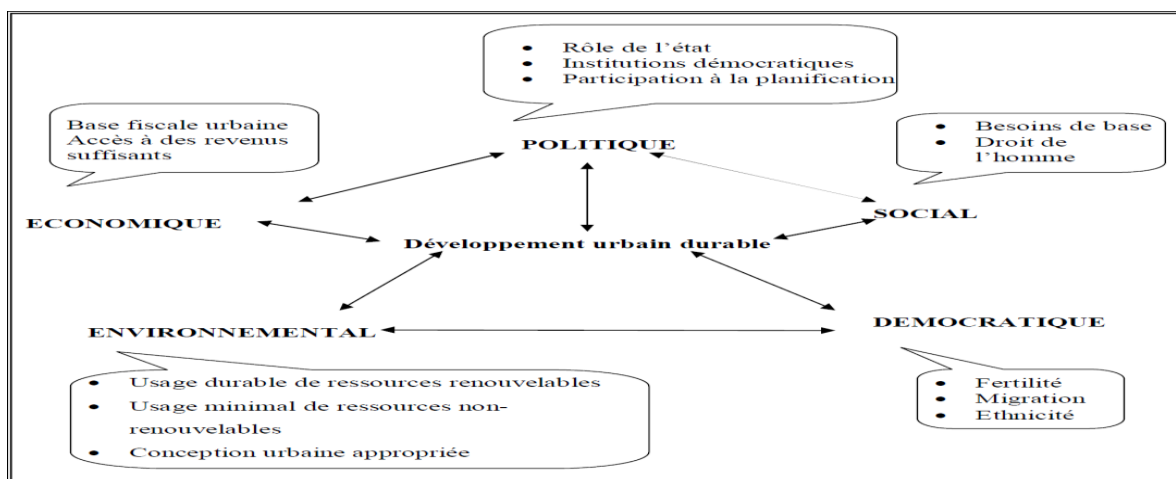 • Rôle de l'état
• Institutions démocratiques
• Participation à la planification
Base fiscale urbaine
Accès à des revenus
suffisants
• Besoins de base
• Droit de
l'homme
POLITIQUE
ECONOMIQUE
SOCIAL
Développement urbain durable
ENVIRONNEMENTAL
DEMOCRATIQUE
• Usage durable de ressources renouvelables
• Usage minimal de ressources non-
renouvelables
• Conception urbaine appropriée
• Fertilité
• Migration
• Ethnicité